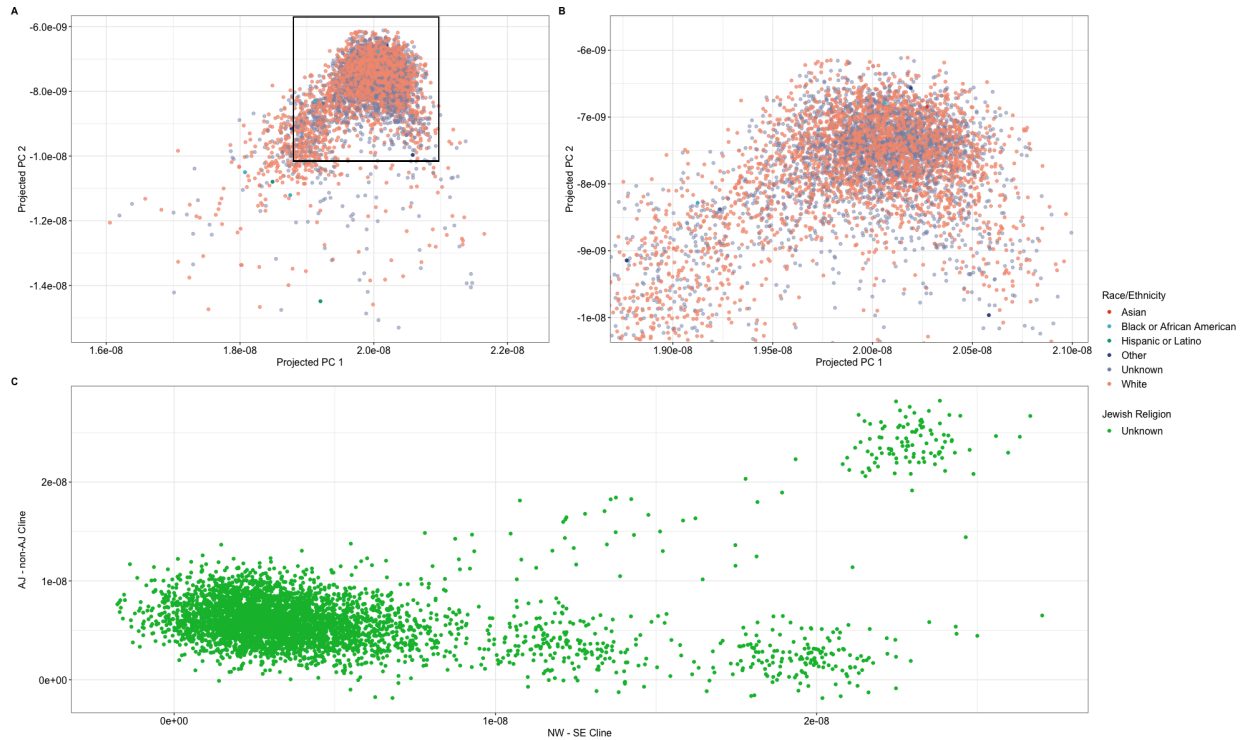 A
B
-6.0e-09
-8.0e-09
-1.0e-08
-1.2e-08
-1.4e-08
Projected PC 2
1.6e-08
1.8e-08
2.0e-08
2.2e-08
Projected PC 1
-6e-09
-7e-09
-8e-09
-9e-09
-1e-08
Projected PC 2
1.90e-08
1.95e-08
2.00e-08
2.05e-08
2.10e-08
Projected PC 1
Race/Ethnicity
Asian
Black or African American
Hispanic or Latino
Other
Unknown
White
Jewish Religion
Unknown
C
2e-08
1e-08
0e+00
AJ - non-AJ Cline
0e+00
1e-08
2e-08
NW - SE Cline